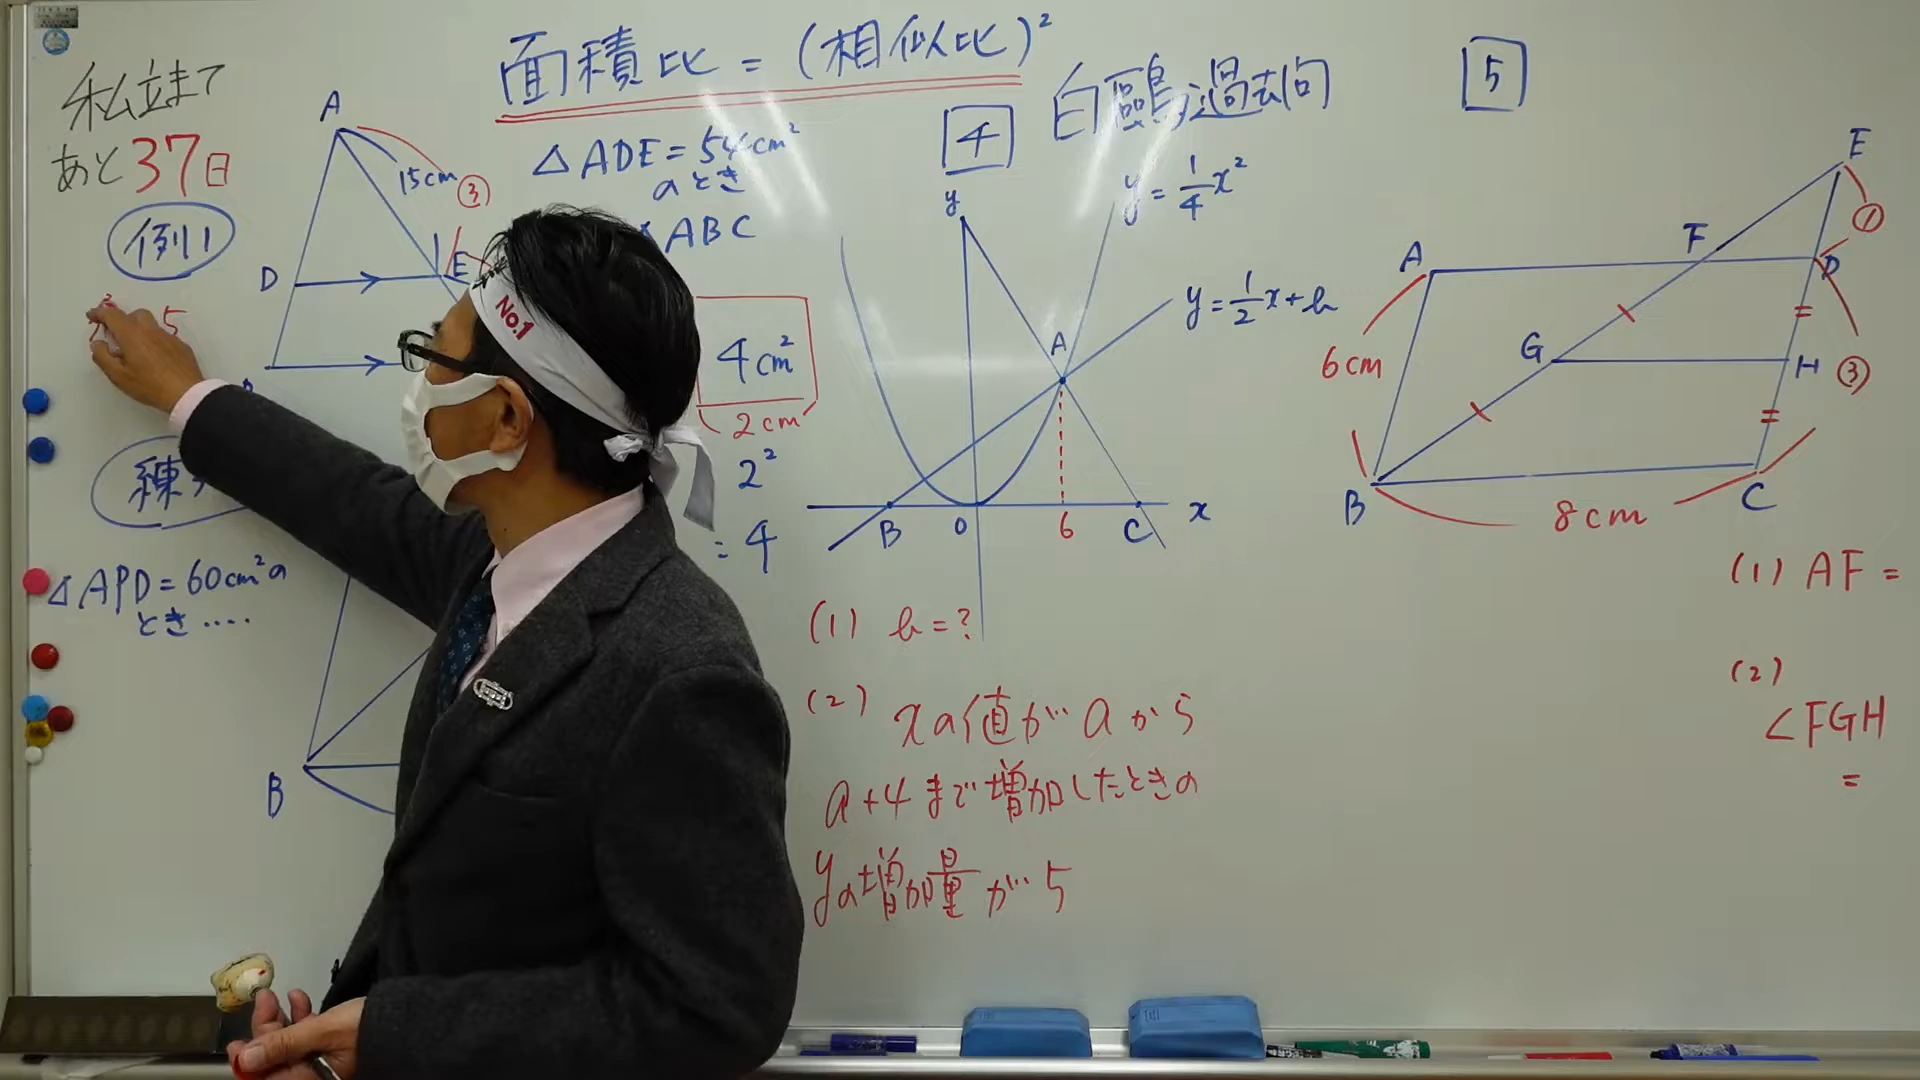 面積比 = (相似比)²
私立まで
あと37日
例1
A
15cm
③
D
E
5
△ADE = 54cm²
のとき
ABC
4cm²
2cm
2²
= 4
△APD = 60cm²の
とき‥‥
B
4
白鷗過去問
y
y = 1/4 x²
y = 1/2 x + b
A
B
O
6
C
x
(1) b = ?
(2) xの値がaから
a+4まで増加したときの
yの増加量が5
5
E
①
F
A
D
G
H
③
6cm
B
C
8cm
(1) AF =
(2)
∠FGH
=
No.1